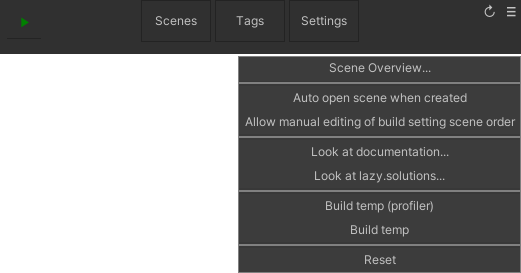 Scenes
Tags
Settings
Scene Overview...
Auto open scene when created
Allow manual editing of build setting scene order
Look at documentation...
Look at lazy.solutions...
Build temp (profiler)
Build temp
Reset